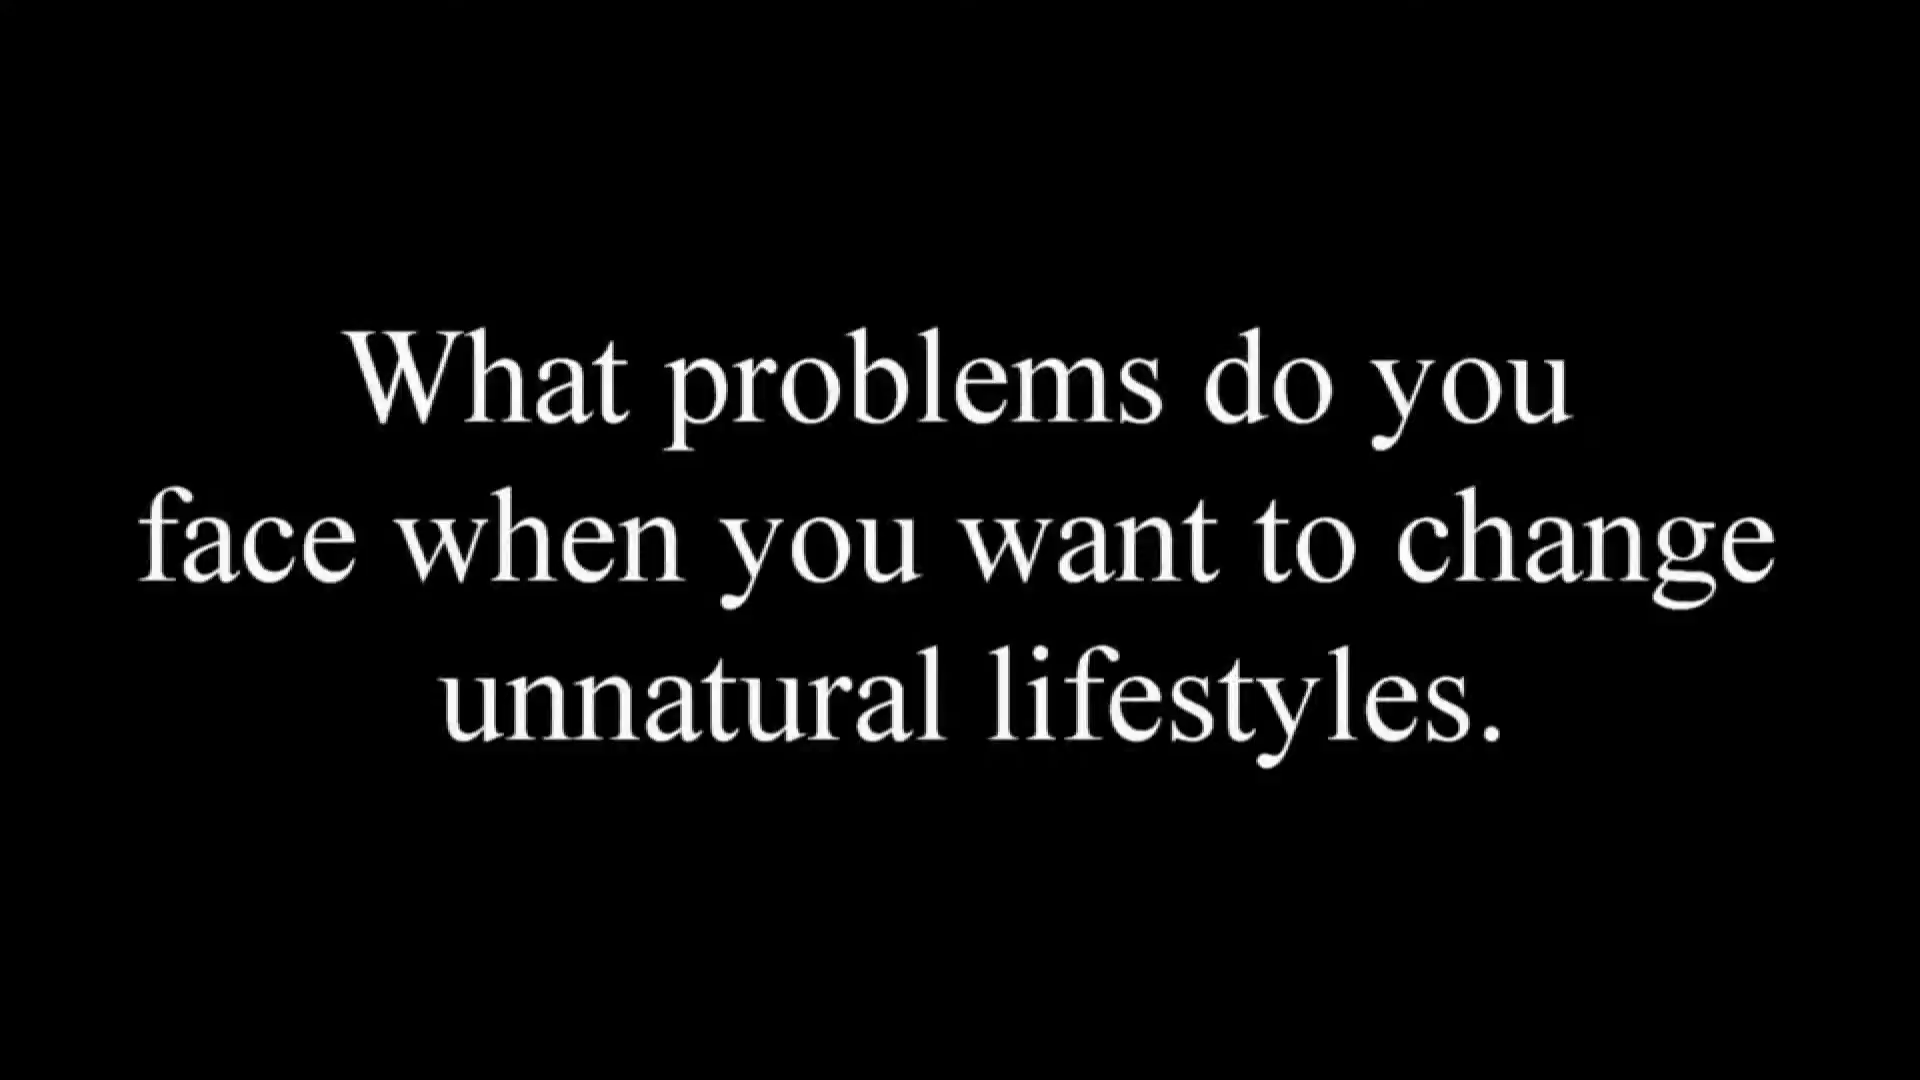 What problems do you
face when you want to change
unnatural lifestyles.